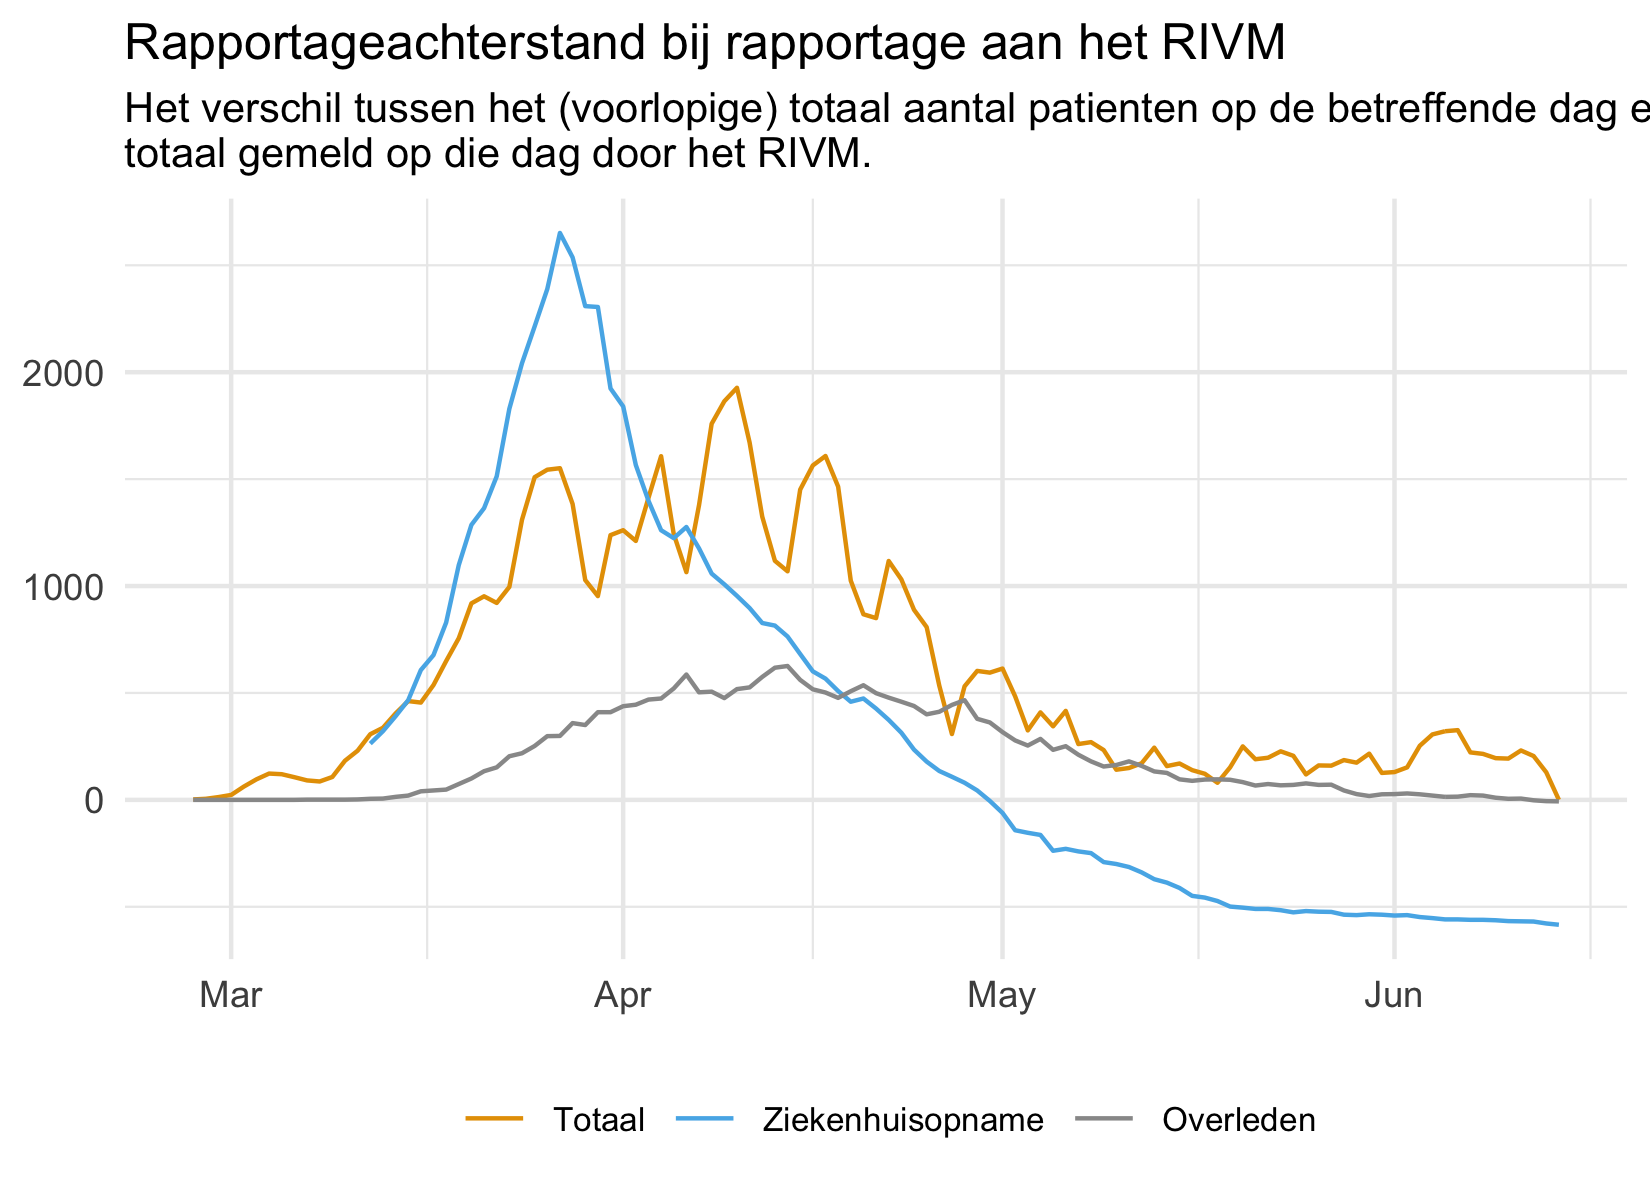 Rapportageachterstand bij rapportage aan het RIVM
Het verschil tussen het (voorlopige) totaal aantal patienten op de betreffende dag e
totaal gemeld op die dag door het RIVM.
2000
1000
0
Mar Apr May Jun
Totaal Ziekenhuisopname Overleden